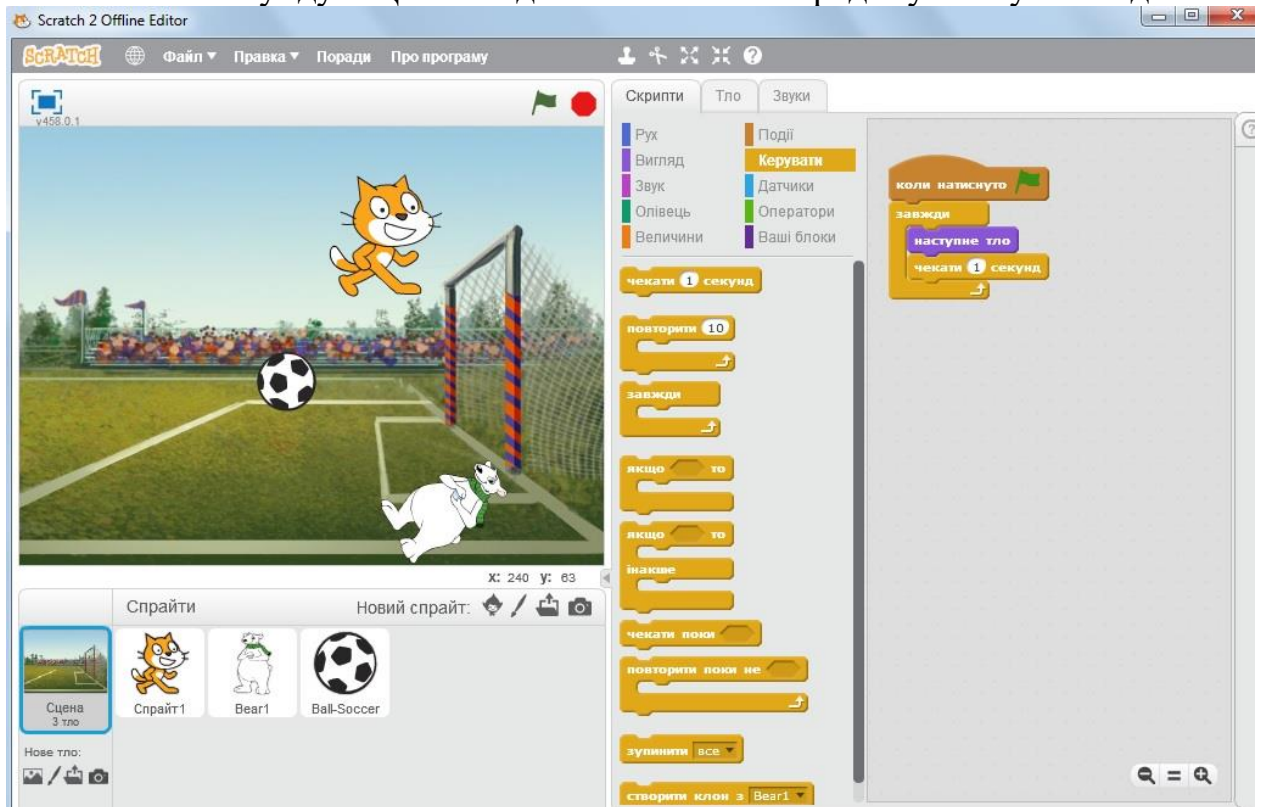 Scratch 2 Offline Editor
SCRATCH Файл Правка Поради Про програму
v458.0.1
x: 240 y: 63
Спрайти Новий спрайт:
Сцена
3 тло
Спрайт1 Bear1 Ball-Soccer
Нове тло:
Скрипти Тло Звуки
Рух Події
Вигляд Керувати
Звук Датчики
Олівець Оператори
Величини Ваші блоки
чекати 1 секунд
повторити 10
завжди
якщо то
якщо то
інакше
чекати поки
повторити поки не
зупинити все
створити клон з Bear1
коли натиснуто
завжди
наступне тло
чекати 1 секунд